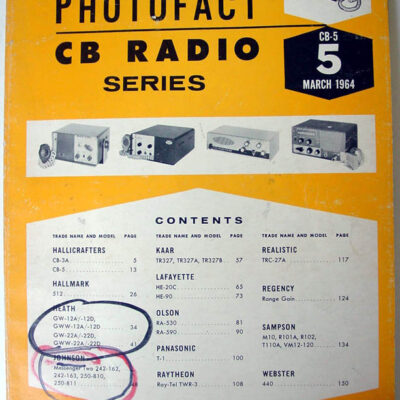 PHOTOFACT
CB RADIO
SERIES
CB-5
5
MARCH 1964
CONTENTS
TRADE NAME AND MODEL PAGE
HALLICRAFTERS
CB-3A 5
CB-5 13
HALLMARK
512 26
HEATH
GW-12A/-12D,
GWW-12A/-12D 34
GW-22A/-22D,
GWW-22A/-22D 41
JOHNSON
Messenger Two 242-162,
242-163, 250-810,
250-811 48
TRADE NAME AND MODEL PAGE
KAAR
TR327, TR327A, TR327B 57
LAFAYETTE
HE-20C 65
HE-90 73
OLSON
RA-530 81
RA-590 90
PANASONIC
T-1 100
RAYTHEON
Ray-Tel TWR-3 108
TRADE NAME AND MODEL PAGE
REALISTIC
TRC-27A 117
REGENCY
Range Gain 124
SAMPSON
M10, R101A, R102,
T110A, VM12-120 134
WEBSTER
440 150